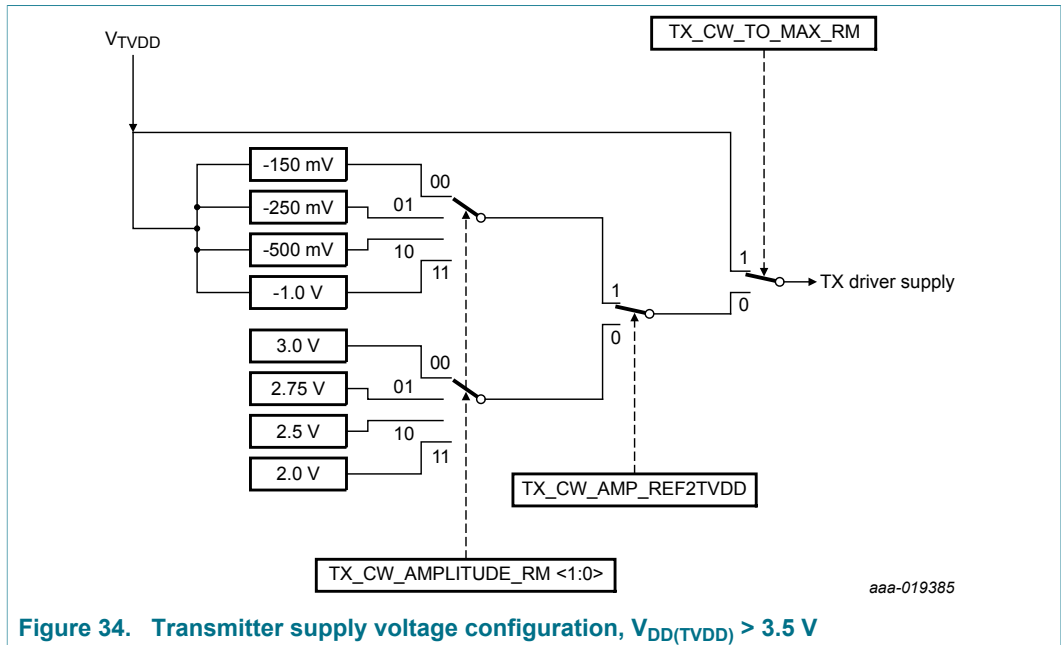 V_TVDD
TX_CW_TO_MAX_RM
-150 mV
00
-250 mV
01
-500 mV
10
-1.0 V
11
1
TX driver supply
0
1
0
3.0 V
00
2.75 V
01
2.5 V
10
2.0 V
11
TX_CW_AMP_REF2TVDD
TX_CW_AMPLITUDE_RM <1:0>
aaa-019385
Figure 34. Transmitter supply voltage configuration, V_DD(TVDD) > 3.5 V